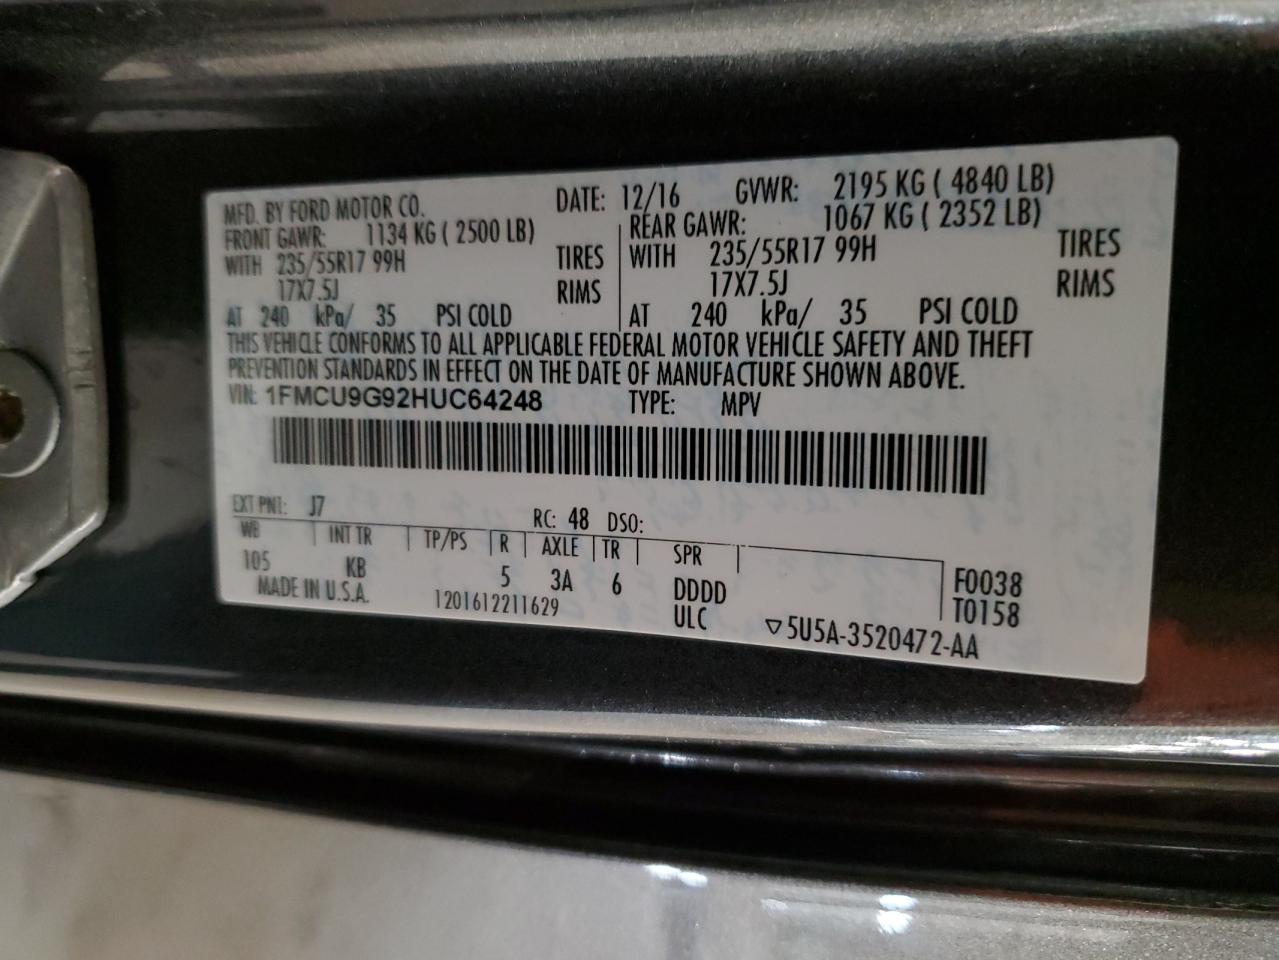 MFD. BY FORD MOTOR CO. DATE: 12/16 GVWR: 2195 KG ( 4840 LB)
FRONT GAWR: 1134 KG ( 2500 LB) REAR GAWR: 1067 KG ( 2352 LB)
WITH 235/55R17 99H TIRES WITH 235/55R17 99H TIRES
17X7.5J RIMS 17X7.5J RIMS
AT 240 kPa/ 35 PSI COLD AT 240 kPa/ 35 PSI COLD
THIS VEHICLE CONFORMS TO ALL APPLICABLE FEDERAL MOTOR VEHICLE SAFETY AND THEFT
PREVENTION STANDARDS IN EFFECT ON THE DATE OF MANUFACTURE SHOWN ABOVE.
VIN: 1FMCU9G92HUC64248 TYPE: MPV
EXT PNT: J7 RC: 48 DSO:
WB INT TR TP/PS R AXLE TR SPR
105 KB 5 3A 6 DDDD F0038
MADE IN U.S.A. 1201612211629 ULC T0158
▽5U5A-3520472-AA